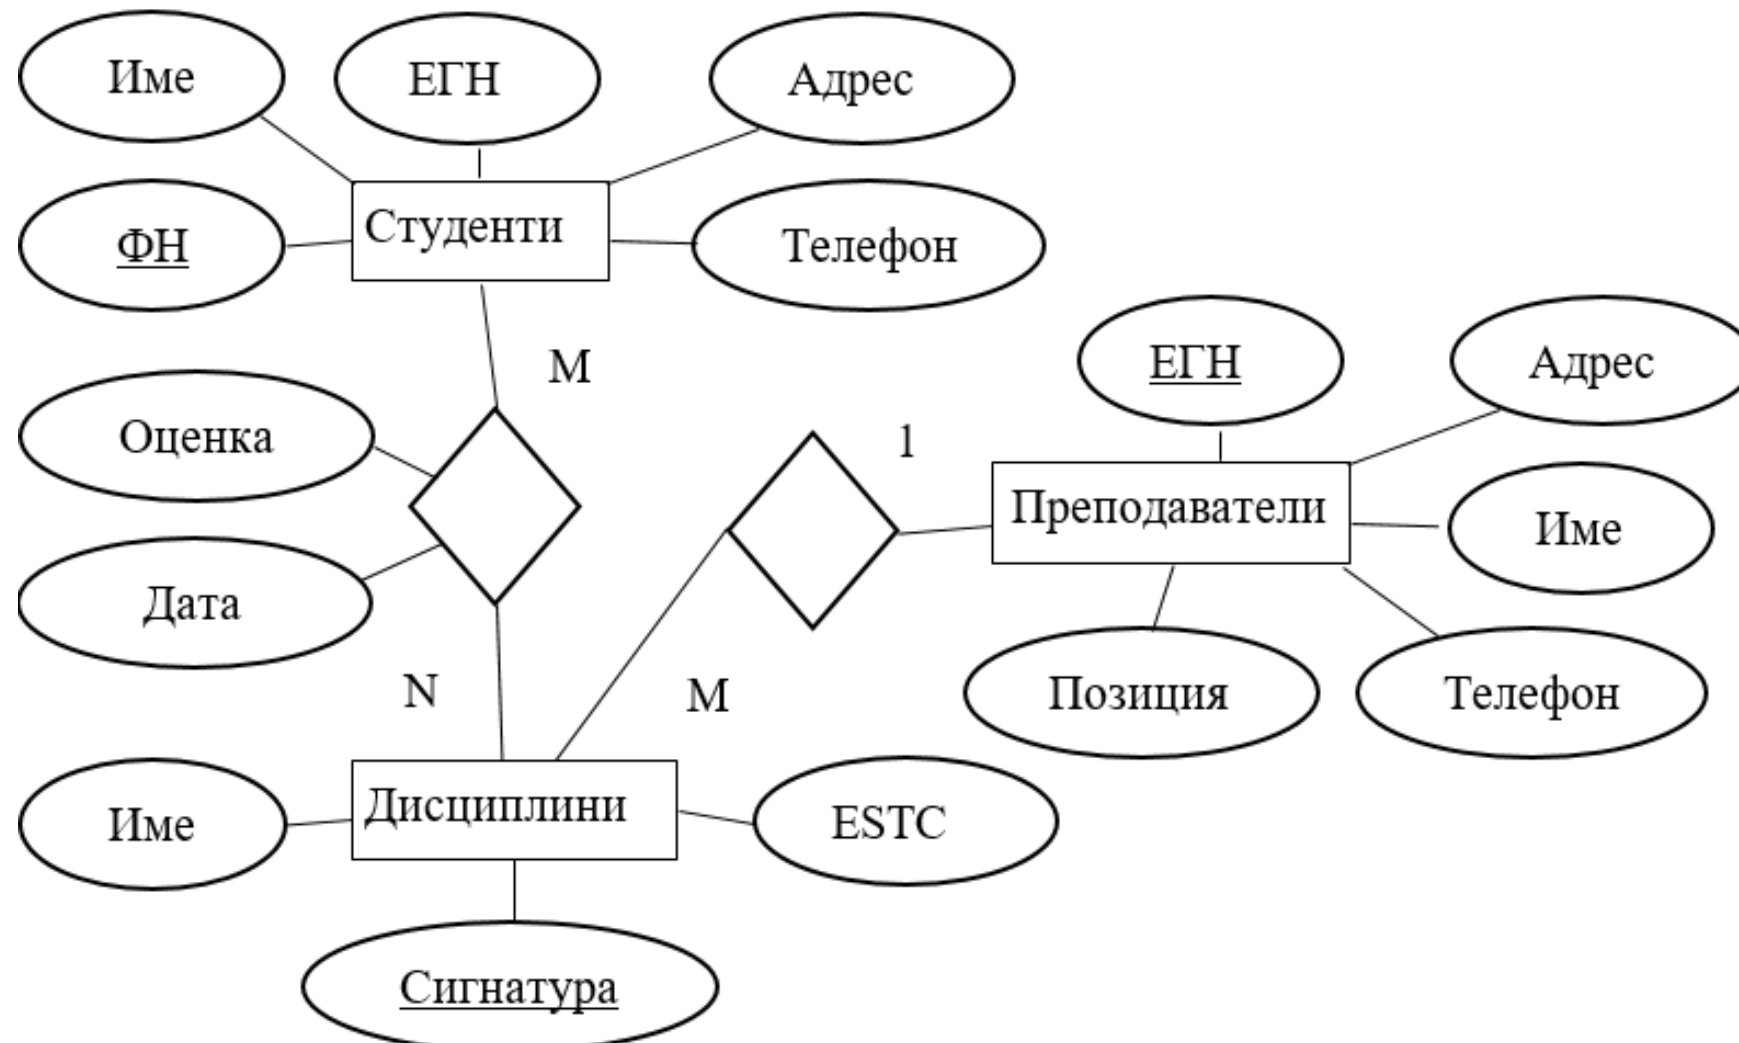 Име
ЕГН
Адрес
ФН
Студенти
Телефон
М
Оценка
Дата
N
1
М
ЕГН
Адрес
Преподаватели
Име
Позиция
Телефон
Име
Дисциплини
ESTC
Сигнатура